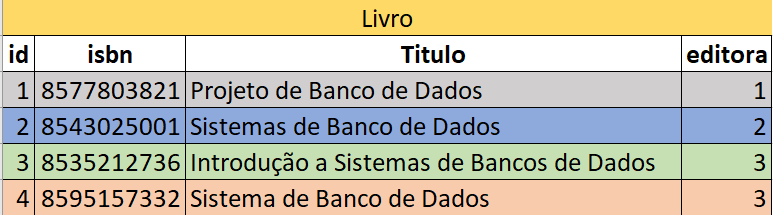 Livro
id isbn Titulo editora
1 8577803821 Projeto de Banco de Dados 1
2 8543025001 Sistemas de Banco de Dados 2
3 8535212736 Introdução a Sistemas de Bancos de Dados 3
4 8595157332 Sistema de Banco de Dados 3